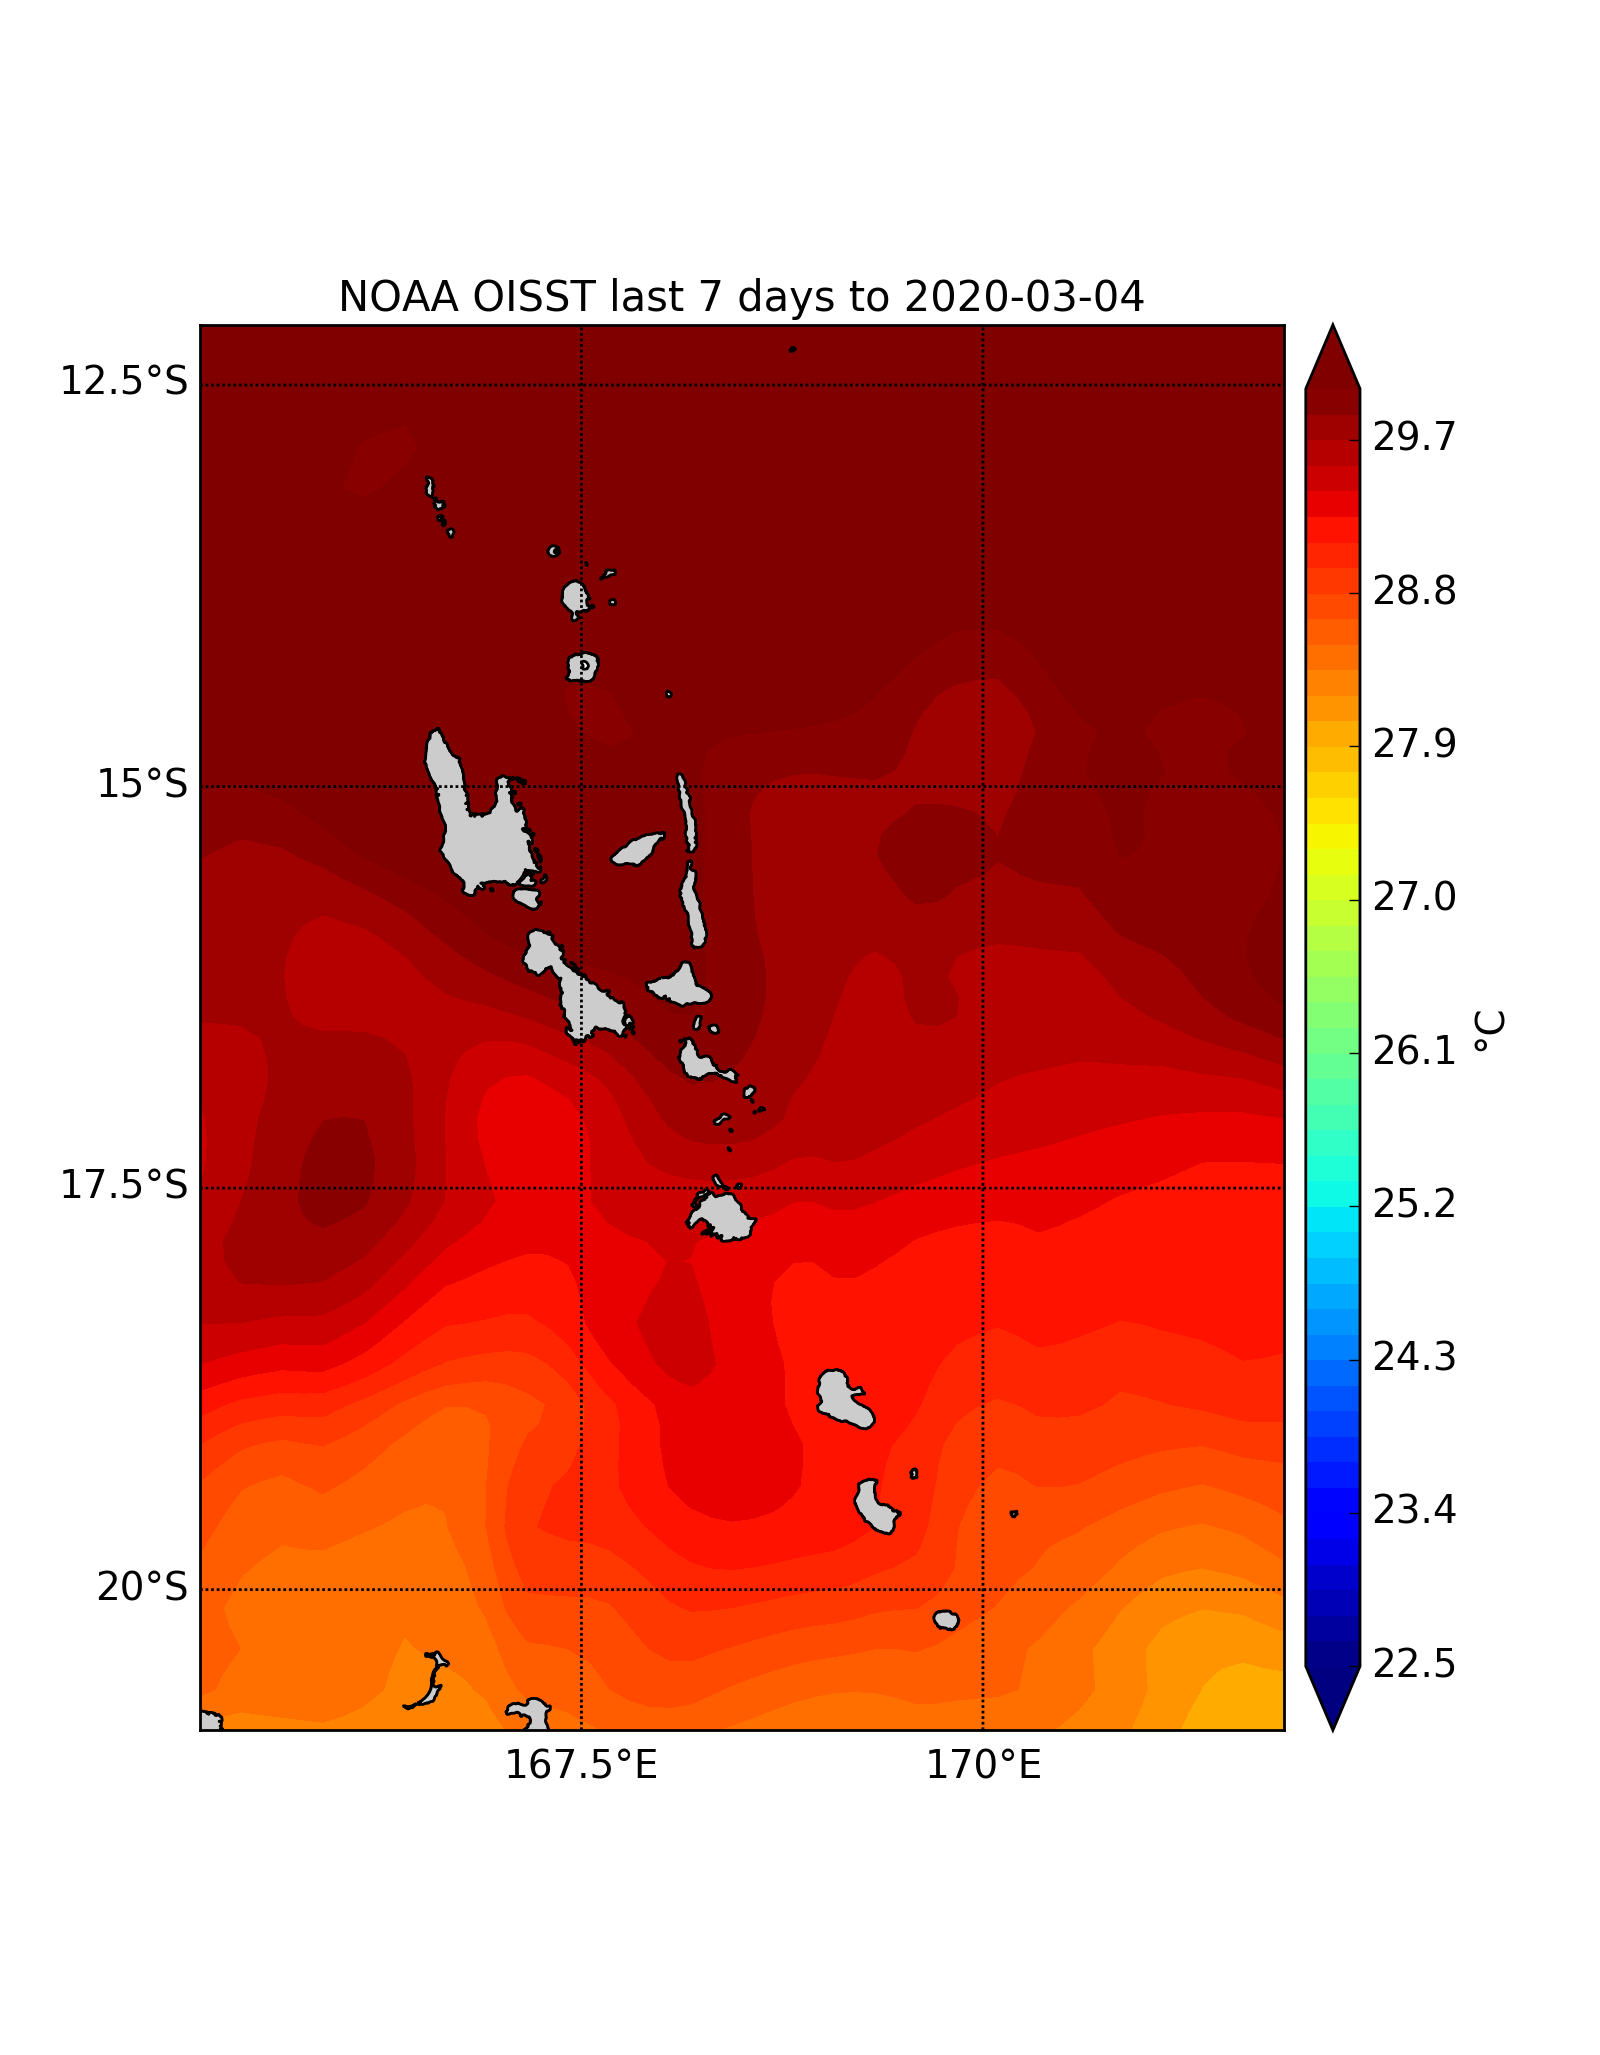 NOAA OISST last 7 days to 2020-03-04
12.5°S
15°S
17.5°S
20°S
167.5°E
170°E
29.7
28.8
27.9
27.0
26.1
25.2
24.3
23.4
22.5
°C